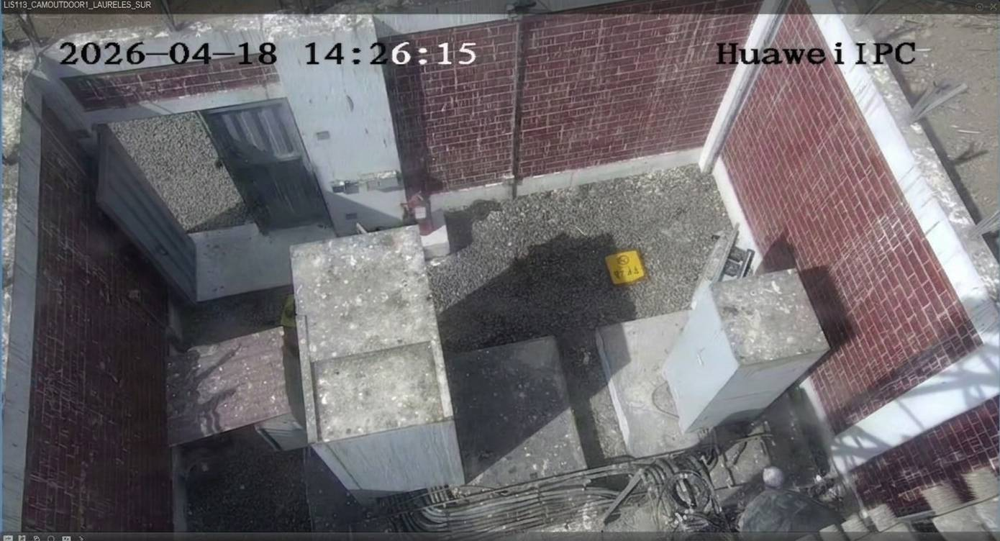 LIS113_CAMOUTDOOR1_LAURELES_SUR
2026-04-18 14:26:15
Huawei IPC